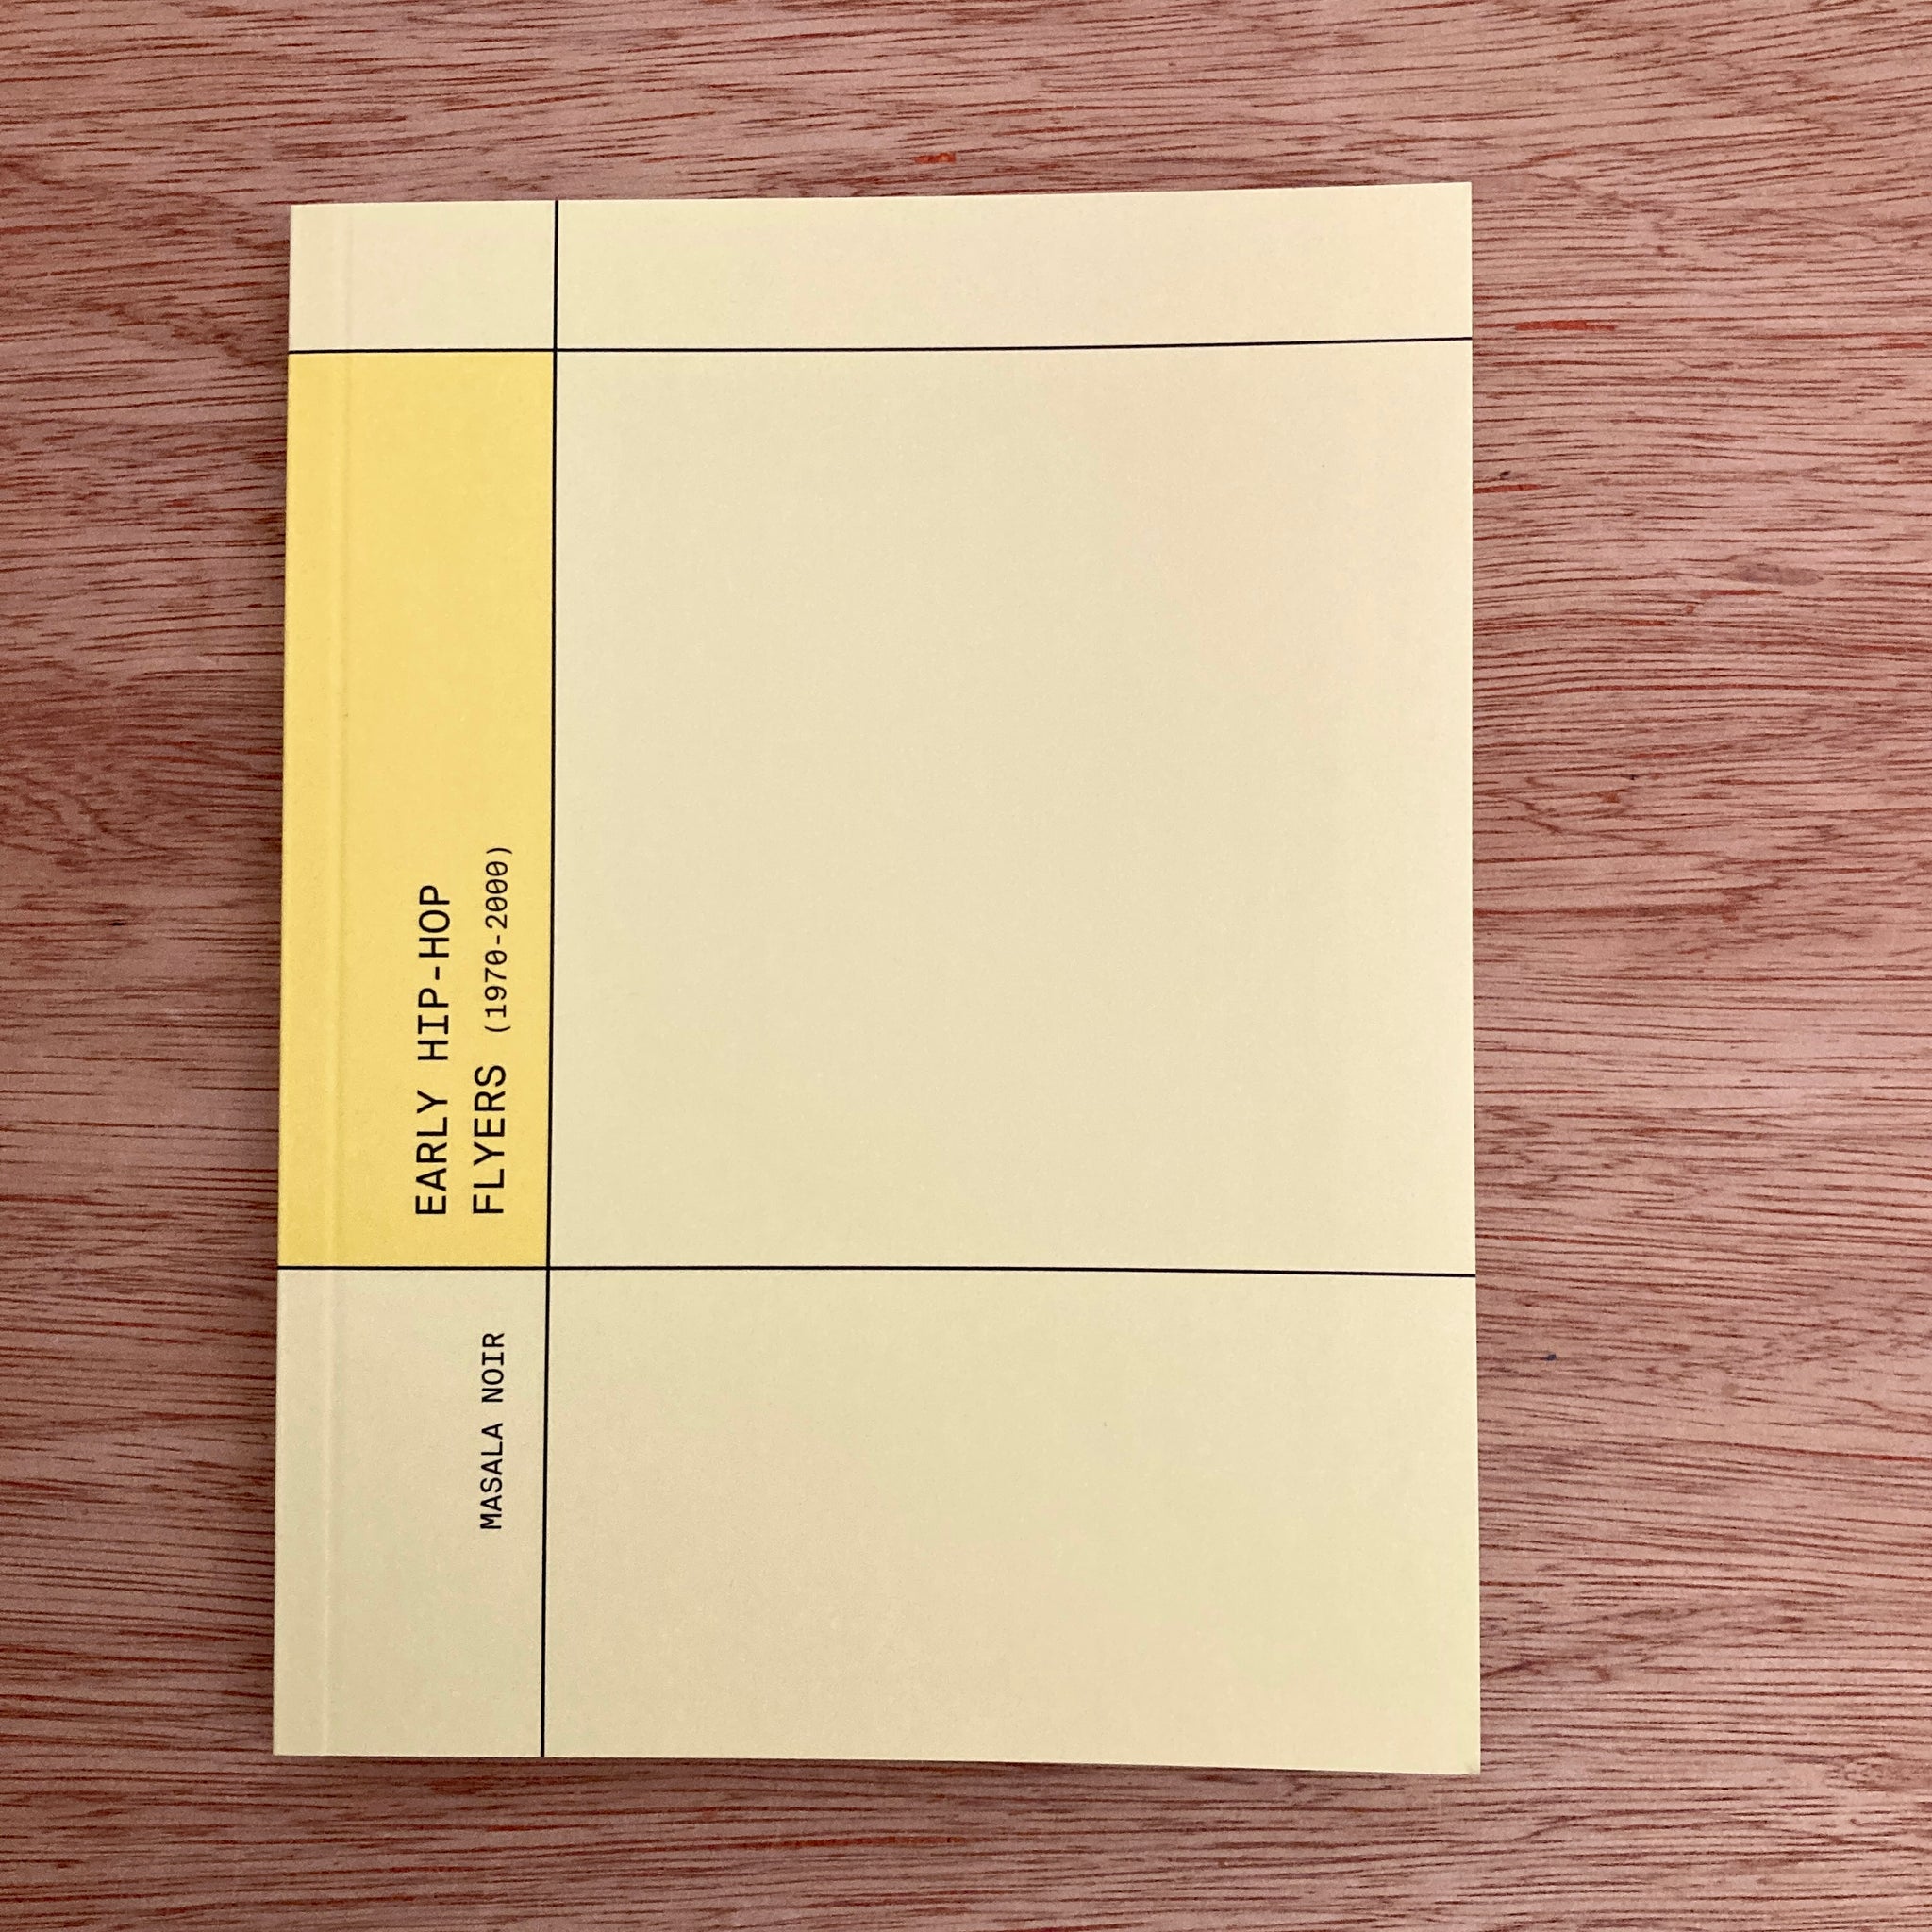 EARLY HIP-HOP
FLYERS (1970-2000)
MASALA NOIR